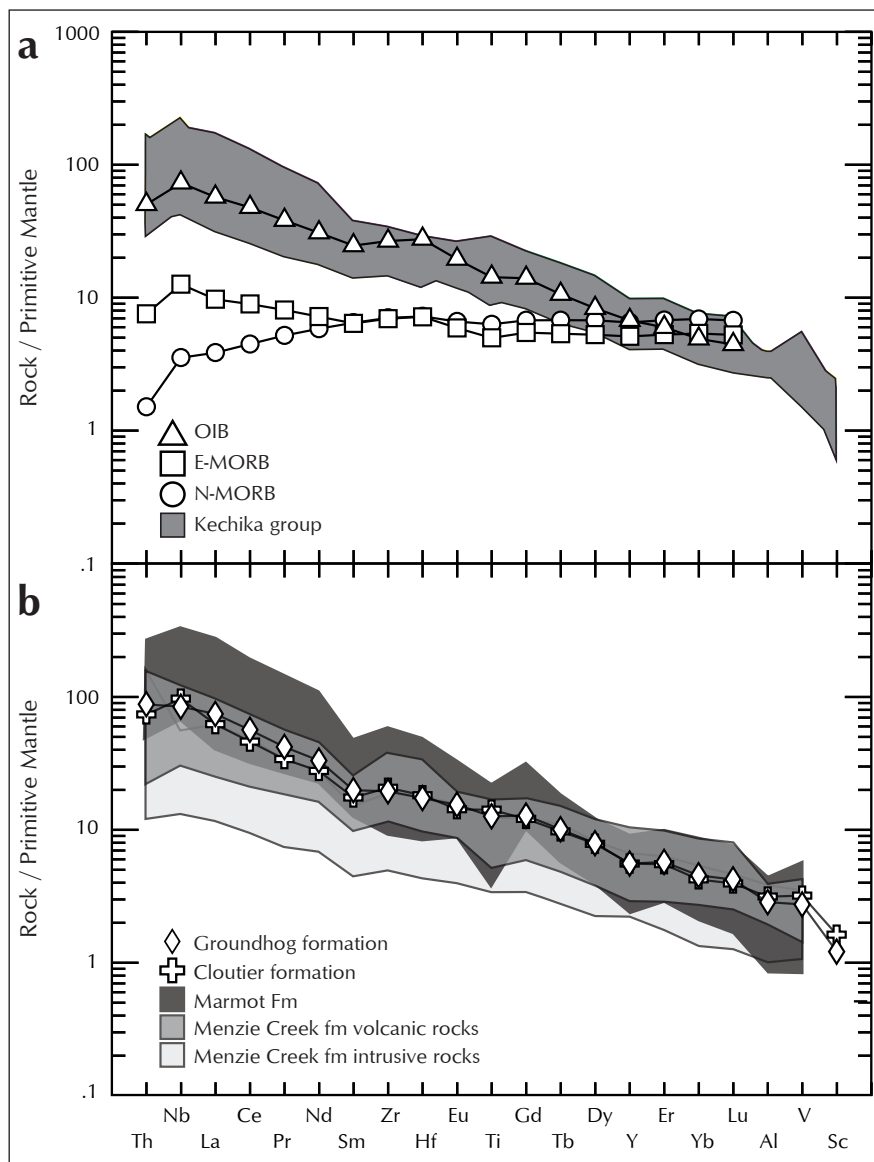 a
1000
100
10
1
.1
Rock / Primitive Mantle
OIB
E-MORB
N-MORB
Kechika group
b
100
10
1
.1
Rock / Primitive Mantle
Groundhog formation
Cloutier formation
Marmot Fm
Menzie Creek fm volcanic rocks
Menzie Creek fm intrusive rocks
Nb Ce Nd Zr Eu Gd Dy Er Lu V
Th La Pr Sm Hf Ti Tb Y Yb Al Sc